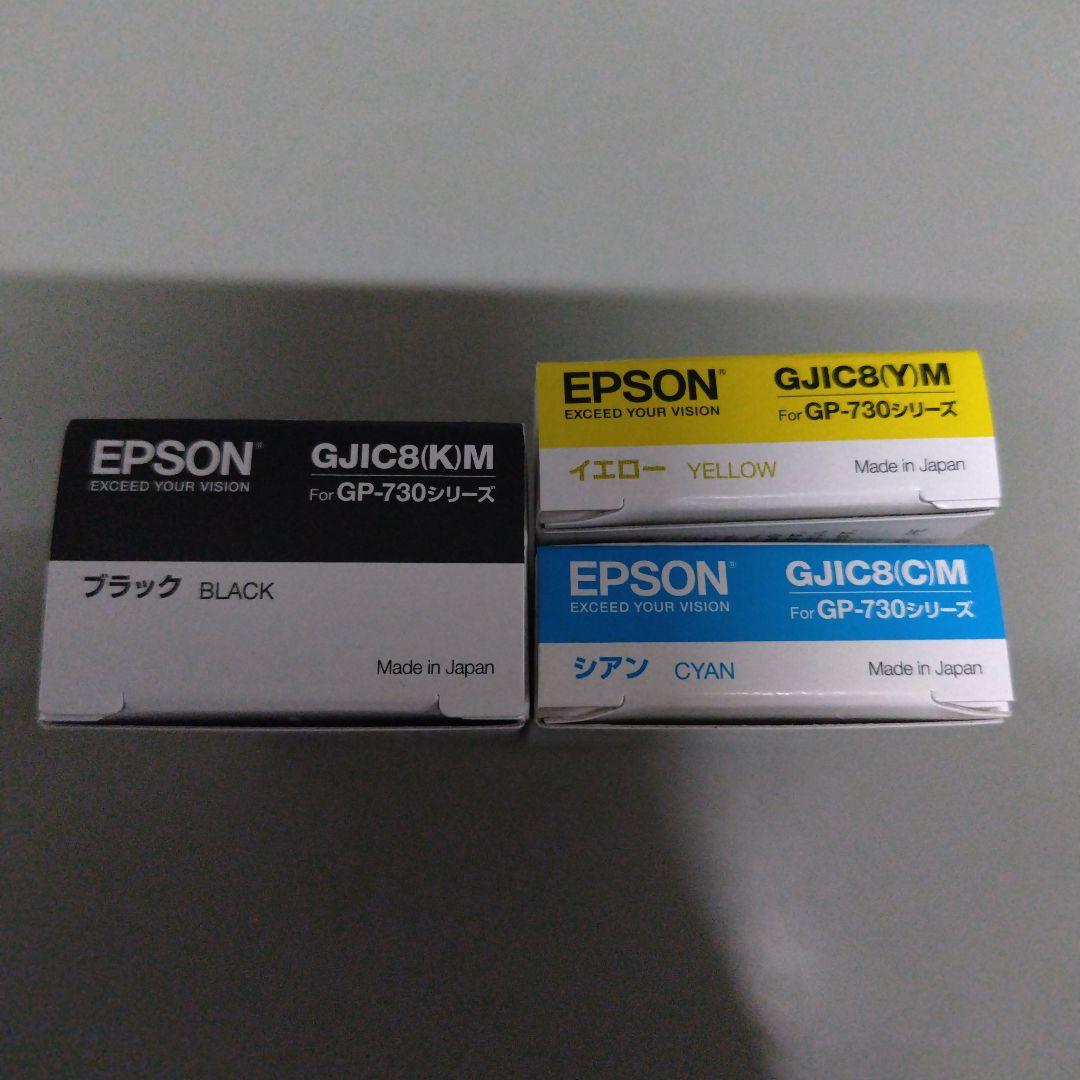 EPSON®
EXCEED YOUR VISION
GJIC8(K)M
For GP-730シリーズ
ブラック BLACK
Made in Japan
EPSON®
EXCEED YOUR VISION
GJIC8(Y)M
For GP-730シリーズ
イエロー YELLOW
Made in Japan
EPSON®
EXCEED YOUR VISION
GJIC8(C)M
For GP-730シリーズ
シアン CYAN
Made in Japan